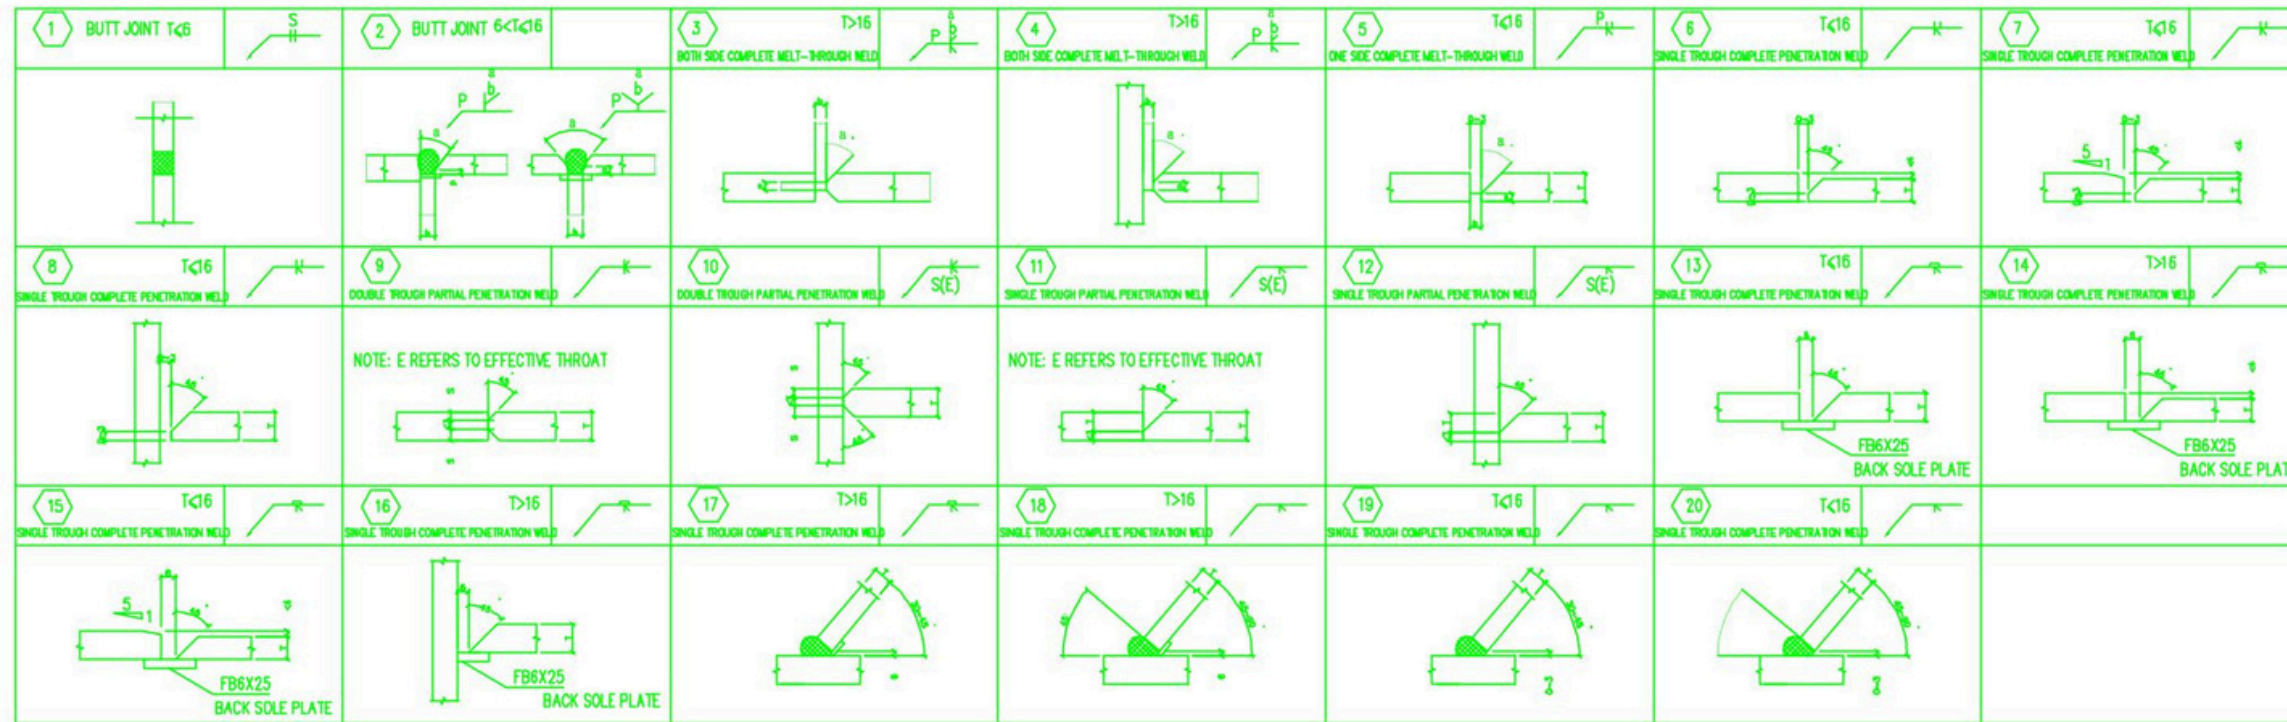 1 BUTT JOINT T≤6 S
2 BUTT JOINT 6<T≤16
3 T>16 P b a
BOTH SIDE COMPLETE MELT-THROUGH WELD
4 T>16 P b a
BOTH SIDE COMPLETE MELT-THROUGH WELD
5 T≤16 P
ONE SIDE COMPLETE MELT-THROUGH WELD
6 T≤16
SINGLE TROUGH COMPLETE PENETRATION WELD
7 T≤16
SINGLE TROUGH COMPLETE PENETRATION WELD
a
P b
a
P b
a
a
a
a
a
0-3
0-3
45°
0-3
45°
5
1
8 T≤16
SINGLE TROUGH COMPLETE PENETRATION WELD
9
DOUBLE TROUGH PARTIAL PENETRATION WELD
10 S(E)
DOUBLE TROUGH PARTIAL PENETRATION WELD
11 S(E)
SINGLE TROUGH PARTIAL PENETRATION WELD
12 S(E)
SINGLE TROUGH PARTIAL PENETRATION WELD
13 T≤16
SINGLE TROUGH COMPLETE PENETRATION WELD
14 T>16
SINGLE TROUGH COMPLETE PENETRATION WELD
NOTE: E REFERS TO EFFECTIVE THROAT
NOTE: E REFERS TO EFFECTIVE THROAT
FB6X25
BACK SOLE PLATE
FB6X25
BACK SOLE PLAT
15 T≤16
SINGLE TROUGH COMPLETE PENETRATION WELD
16 T>16
SINGLE TROUGH COMPLETE PENETRATION WELD
17 T>16
SINGLE TROUGH COMPLETE PENETRATION WELD
18 T>16
SINGLE TROUGH COMPLETE PENETRATION WELD
19 T≤16
SINGLE TROUGH COMPLETE PENETRATION WELD
20 T≤16
SINGLE TROUGH COMPLETE PENETRATION WELD
5
1
FB6X25
BACK SOLE PLATE
FB6X25
BACK SOLE PLATE